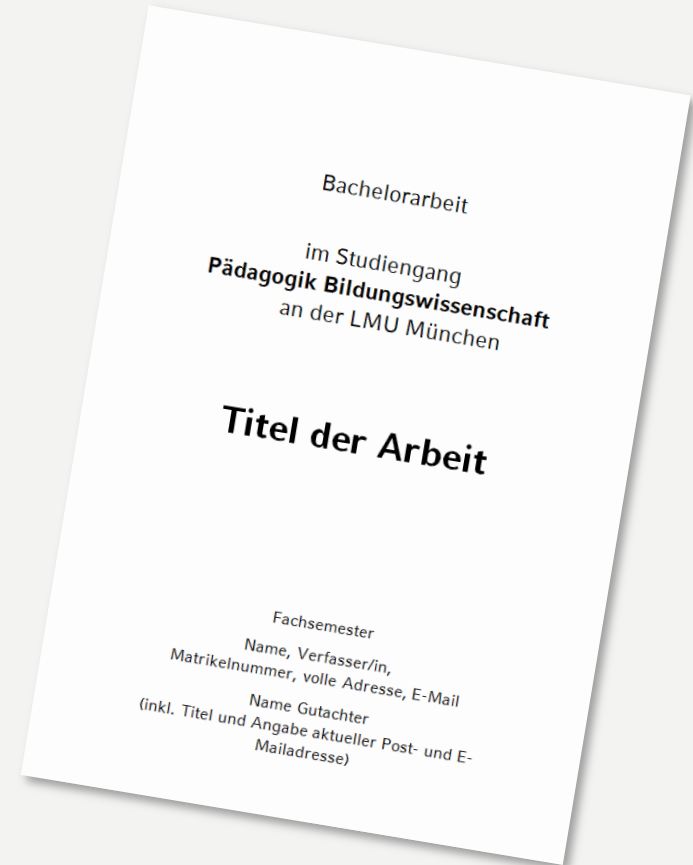 Bachelorarbeit
im Studiengang
Pädagogik Bildungswissenschaft
an der LMU München
Titel der Arbeit
Fachsemester
Name, Verfasser/in,
Matrikelnummer, volle Adresse, E-Mail
Name Gutachter
(inkl. Titel und Angabe aktueller Post- und E-
Mailadresse)